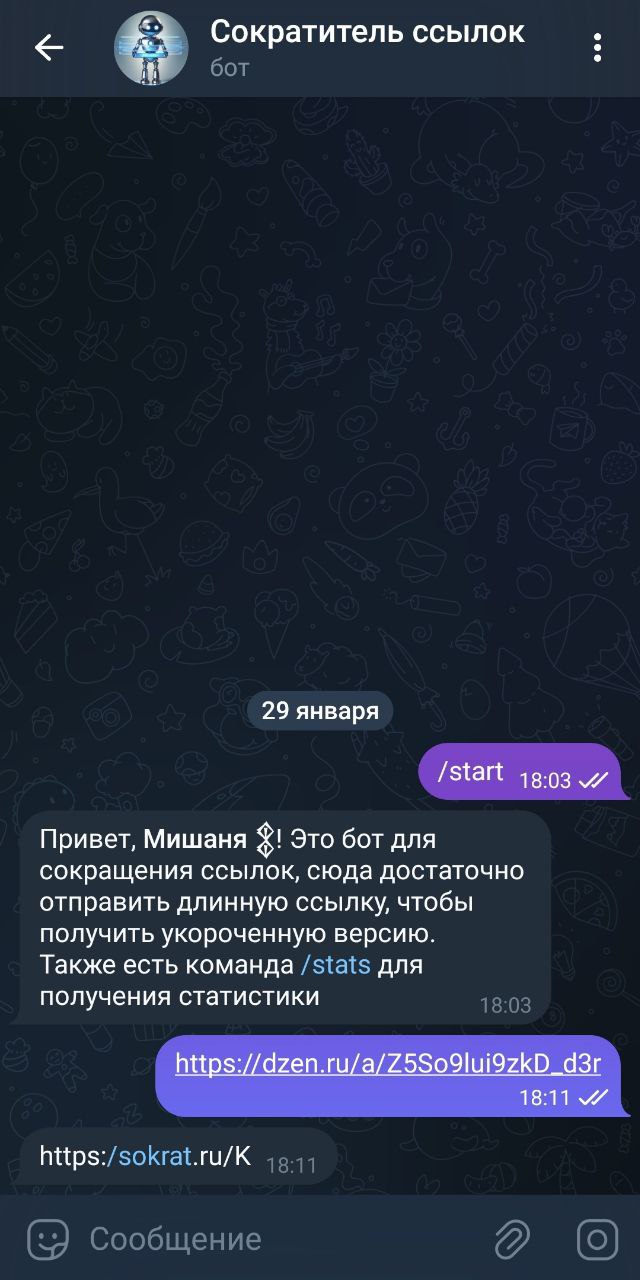 Сократитель ссылок
бот
29 января
/start 18:03
Привет, Мишаня ! Это бот для
сокращения ссылок, сюда достаточно
отправить длинную ссылку, чтобы
получить укороченную версию.
Также есть команда /stats для
получения статистики 18:03
https://dzen.ru/a/Z5So9lui9zkD_d3r
18:11
https:/sokrat.ru/K 18:11
Сообщение